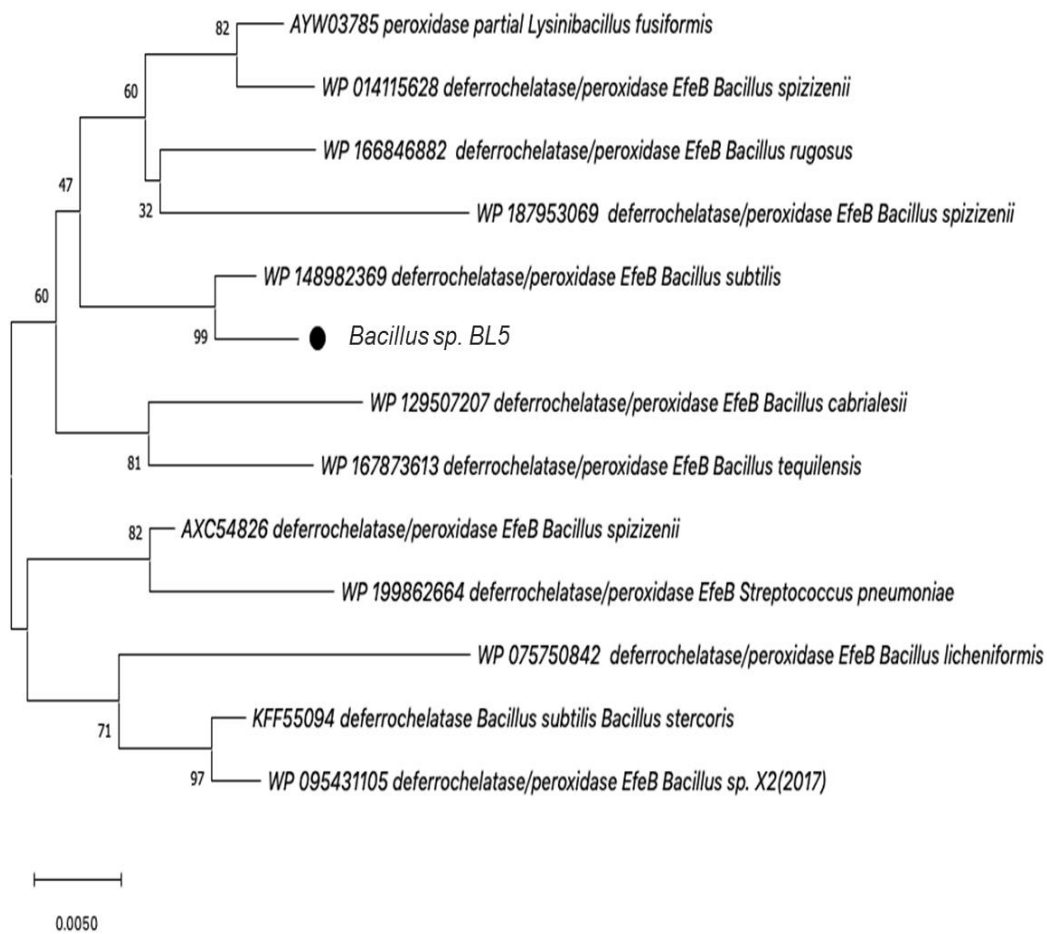 82
AYW03785 peroxidase partial Lysinibacillus fusiformis
WP 014115628 deferrochelatase/peroxidase EfeB Bacillus spizizenii
60
WP 166846882 deferrochelatase/peroxidase EfeB Bacillus rugosus
47
32
WP 187953069 deferrochelatase/peroxidase EfeB Bacillus spizizenii
WP 148982369 deferrochelatase/peroxidase EfeB Bacillus subtilis
60
99
Bacillus sp. BL5
WP 129507207 deferrochelatase/peroxidase EfeB Bacillus cabrialesii
81
WP 167873613 deferrochelatase/peroxidase EfeB Bacillus tequilensis
82
AXC54826 deferrochelatase/peroxidase EfeB Bacillus spizizenii
WP 199862664 deferrochelatase/peroxidase EfeB Streptococcus pneumoniae
WP 075750842 deferrochelatase/peroxidase EfeB Bacillus licheniformis
71
KFF55094 deferrochelatase Bacillus subtilis Bacillus stercoris
97
WP 095431105 deferrochelatase/peroxidase EfeB Bacillus sp. X2(2017)
0.0050